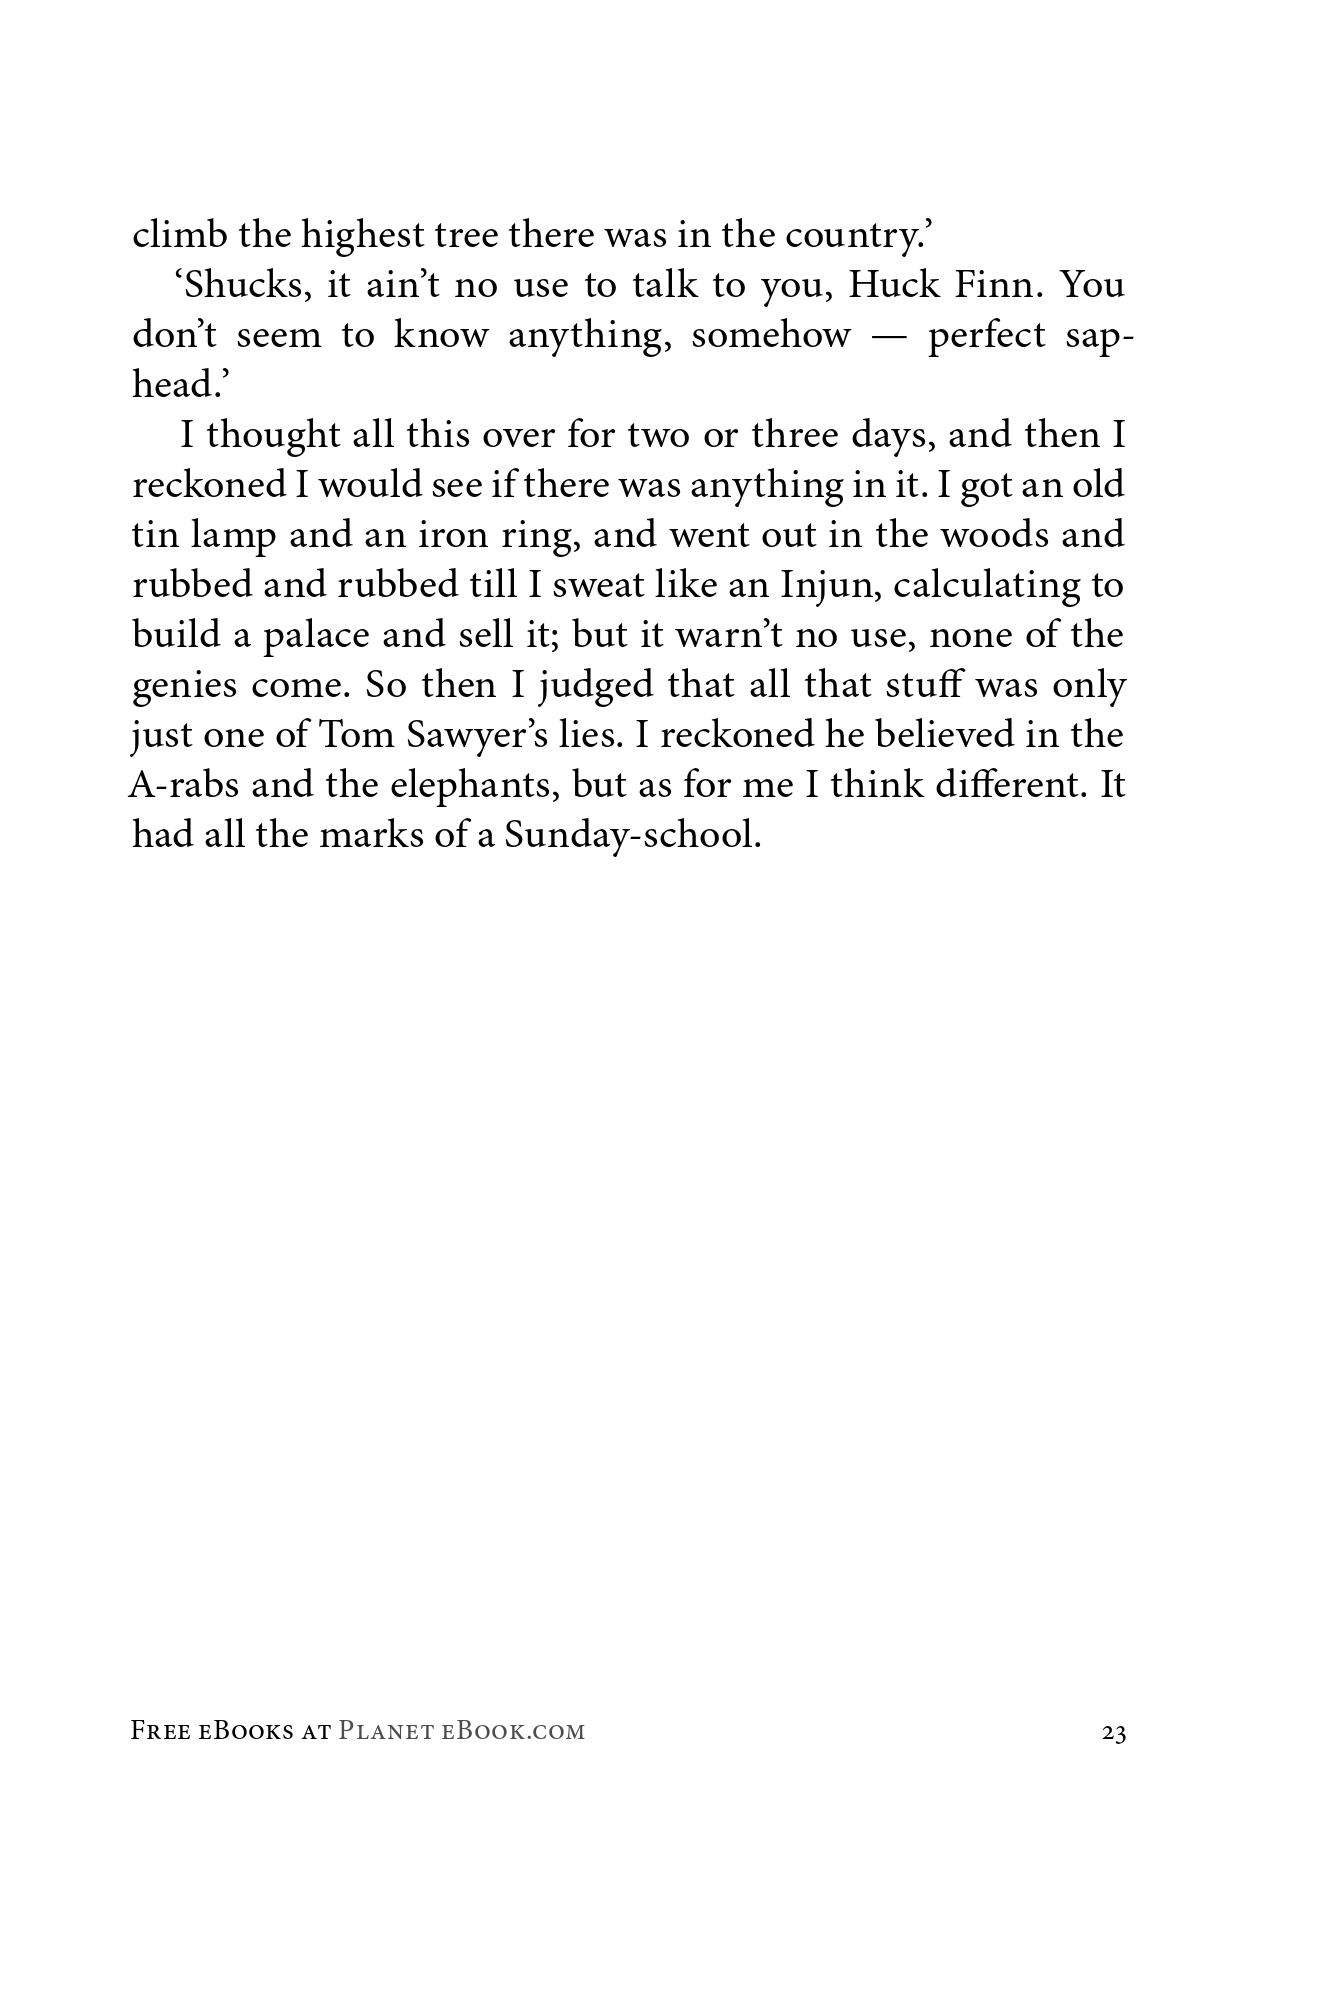 climb the highest tree there was in the country.’
‘Shucks, it ain’t no use to talk to you, Huck Finn. You
don’t seem to know anything, somehow — perfect sap-
head.’
I thought all this over for two or three days, and then I
reckoned I would see if there was anything in it. I got an old
tin lamp and an iron ring, and went out in the woods and
rubbed and rubbed till I sweat like an Injun, calculating to
build a palace and sell it; but it warn’t no use, none of the
genies come. So then I judged that all that stuff was only
just one of Tom Sawyer’s lies. I reckoned he believed in the
A-rabs and the elephants, but as for me I think different. It
had all the marks of a Sunday-school.
Free eBooks at Planet eBook.com 23